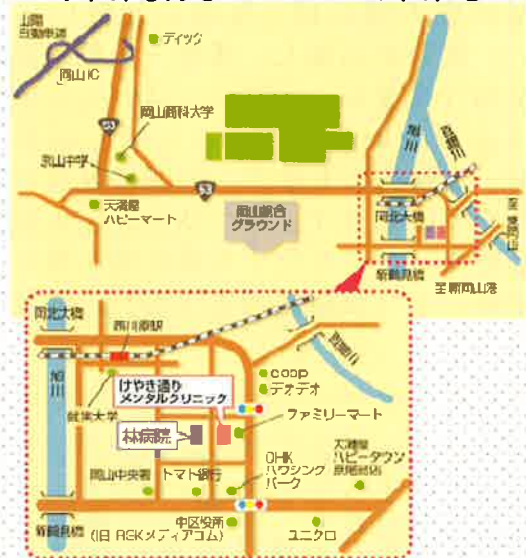 山陽
自動車道
岡山IC
ディック
岡山商科大学
53
京山中学
天満屋
ハピーマート
53
岡山総合
グラウンド
旭川
百間川
岡北大橋
新鶴見橋
至 東岡山
至新岡山港
岡北大橋
西川原駅
旭川
百間川
coop
デオデオ
就実大学
けやき通り
メンタルクリニック
ファミリーマート
林病院
岡山中央署
トマト銀行
OHK
ハウジング
パーク
天満屋
ハピータウン
原尾島店
新鶴見橋
中区役所
(旧 RSKメディアコム)
ユニクロ